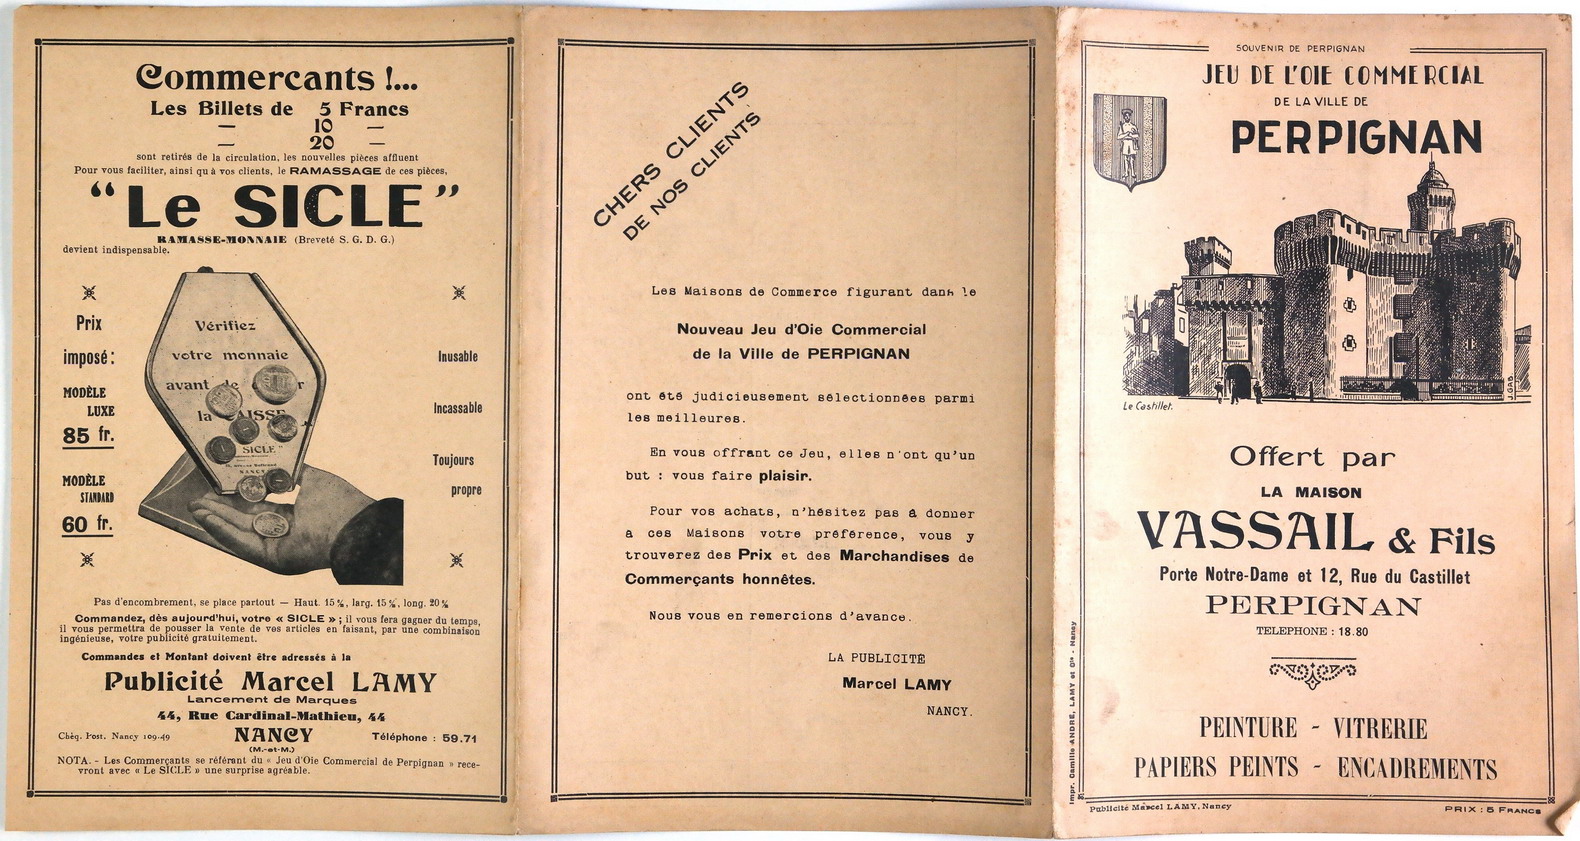 Commercants !...
Les Billets de 5 Francs
— 10 —
— 20 —
sont retirés de la circulation, les nouvelles pièces affluent
Pour vous faciliter, ainsi qu'à vos clients, le RAMASSAGE de ces pièces,
“Le SICLE”
RAMASSE-MONNAIE (Breveté S. G. D. G.)
devient indispensable.
Prix
imposé :
MODÈLE
LUXE
85 fr.
MODÈLE
STANDARD
60 fr.
Vérifiez
votre monnaie
avant de
la CAISSE
SICLE"
NANCY
Inusable
Incassable
Toujours
propre
Pas d'encombrement, se place partout — Haut. 15 %, larg. 15 %, long. 20 %
Commandez, dès aujourd'hui, votre « SICLE » ; il vous fera gagner du temps,
il vous permettra de pousser la vente de vos articles en faisant, par une combinaison
ingénieuse, votre publicité gratuitement.
Commandes et Montant doivent être adressés à la
Publicité Marcel LAMY
Lancement de Marques
44, Rue Cardinal-Mathieu, 44
Chèq. Post. Nancy 109-49 NANCY Téléphone : 59.71
(M.-et-M.)
NOTA. - Les Commerçants se référant du « Jeu d'Oie Commercial de Perpignan » rece-
vront avec « Le SICLE » une surprise agréable.
CHERS CLIENTS
DE NOS CLIENTS
Les Maisons de Commerce figurant dans le
Nouveau Jeu d'Oie Commercial
de la Ville de PERPIGNAN
ont été judicieusement sélectionnées parmi
les meilleures.
En vous offrant ce Jeu, elles n'ont qu'un
but : vous faire plaisir.
Pour vos achats, n'hésitez pas à donner
à ces Maisons votre préférence, vous y
trouverez des Prix et des Marchandises de
Commerçants honnêtes.
Nous vous en remercions d'avance.
LA PUBLICITÉ
Marcel LAMY
NANCY.
SOUVENIR DE PERPIGNAN
JEU DE L'OIE COMMERCIAL
DE LA VILLE DE
PERPIGNAN
J. GAB.
Le Castillet.
Offert par
LA MAISON
VASSAIL & Fils
Porte Notre-Dame et 12, Rue du Castillet
PERPIGNAN
TELEPHONE : 18.80
PEINTURE - VITRERIE
PAPIERS PEINTS - ENCADREMENTS
Impr. Camille ANDRÉ, LAMY et Cie - Nancy
Publicité Marcel LAMY, Nancy PRIX : 5 FRANCS